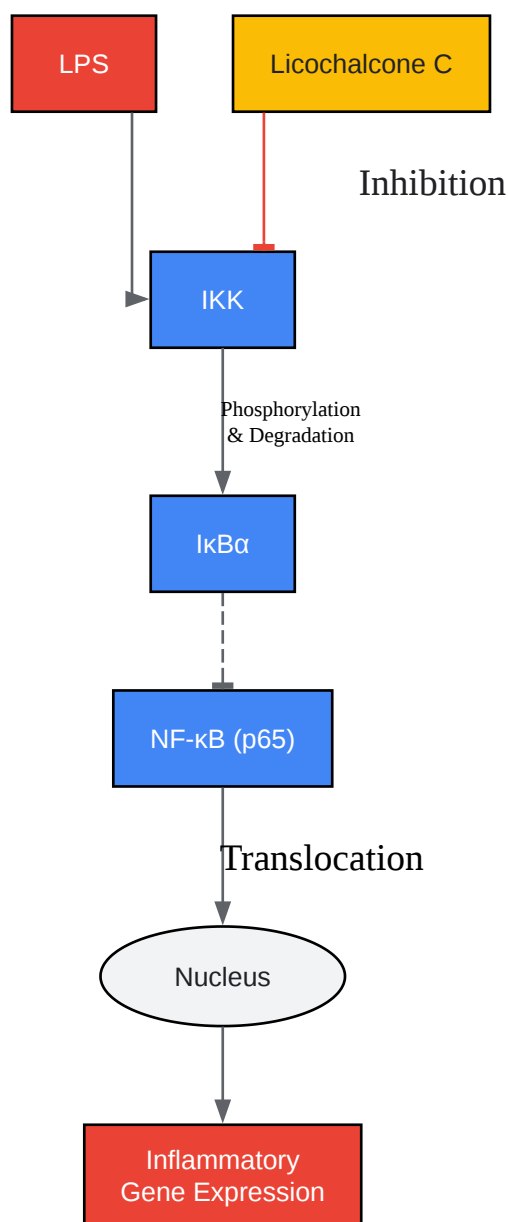 LPS
Licochalcone C
Inhibition
IKK
Phosphorylation
& Degradation
IκBα
NF-κB (p65)
Translocation
Nucleus
Inflammatory
Gene Expression